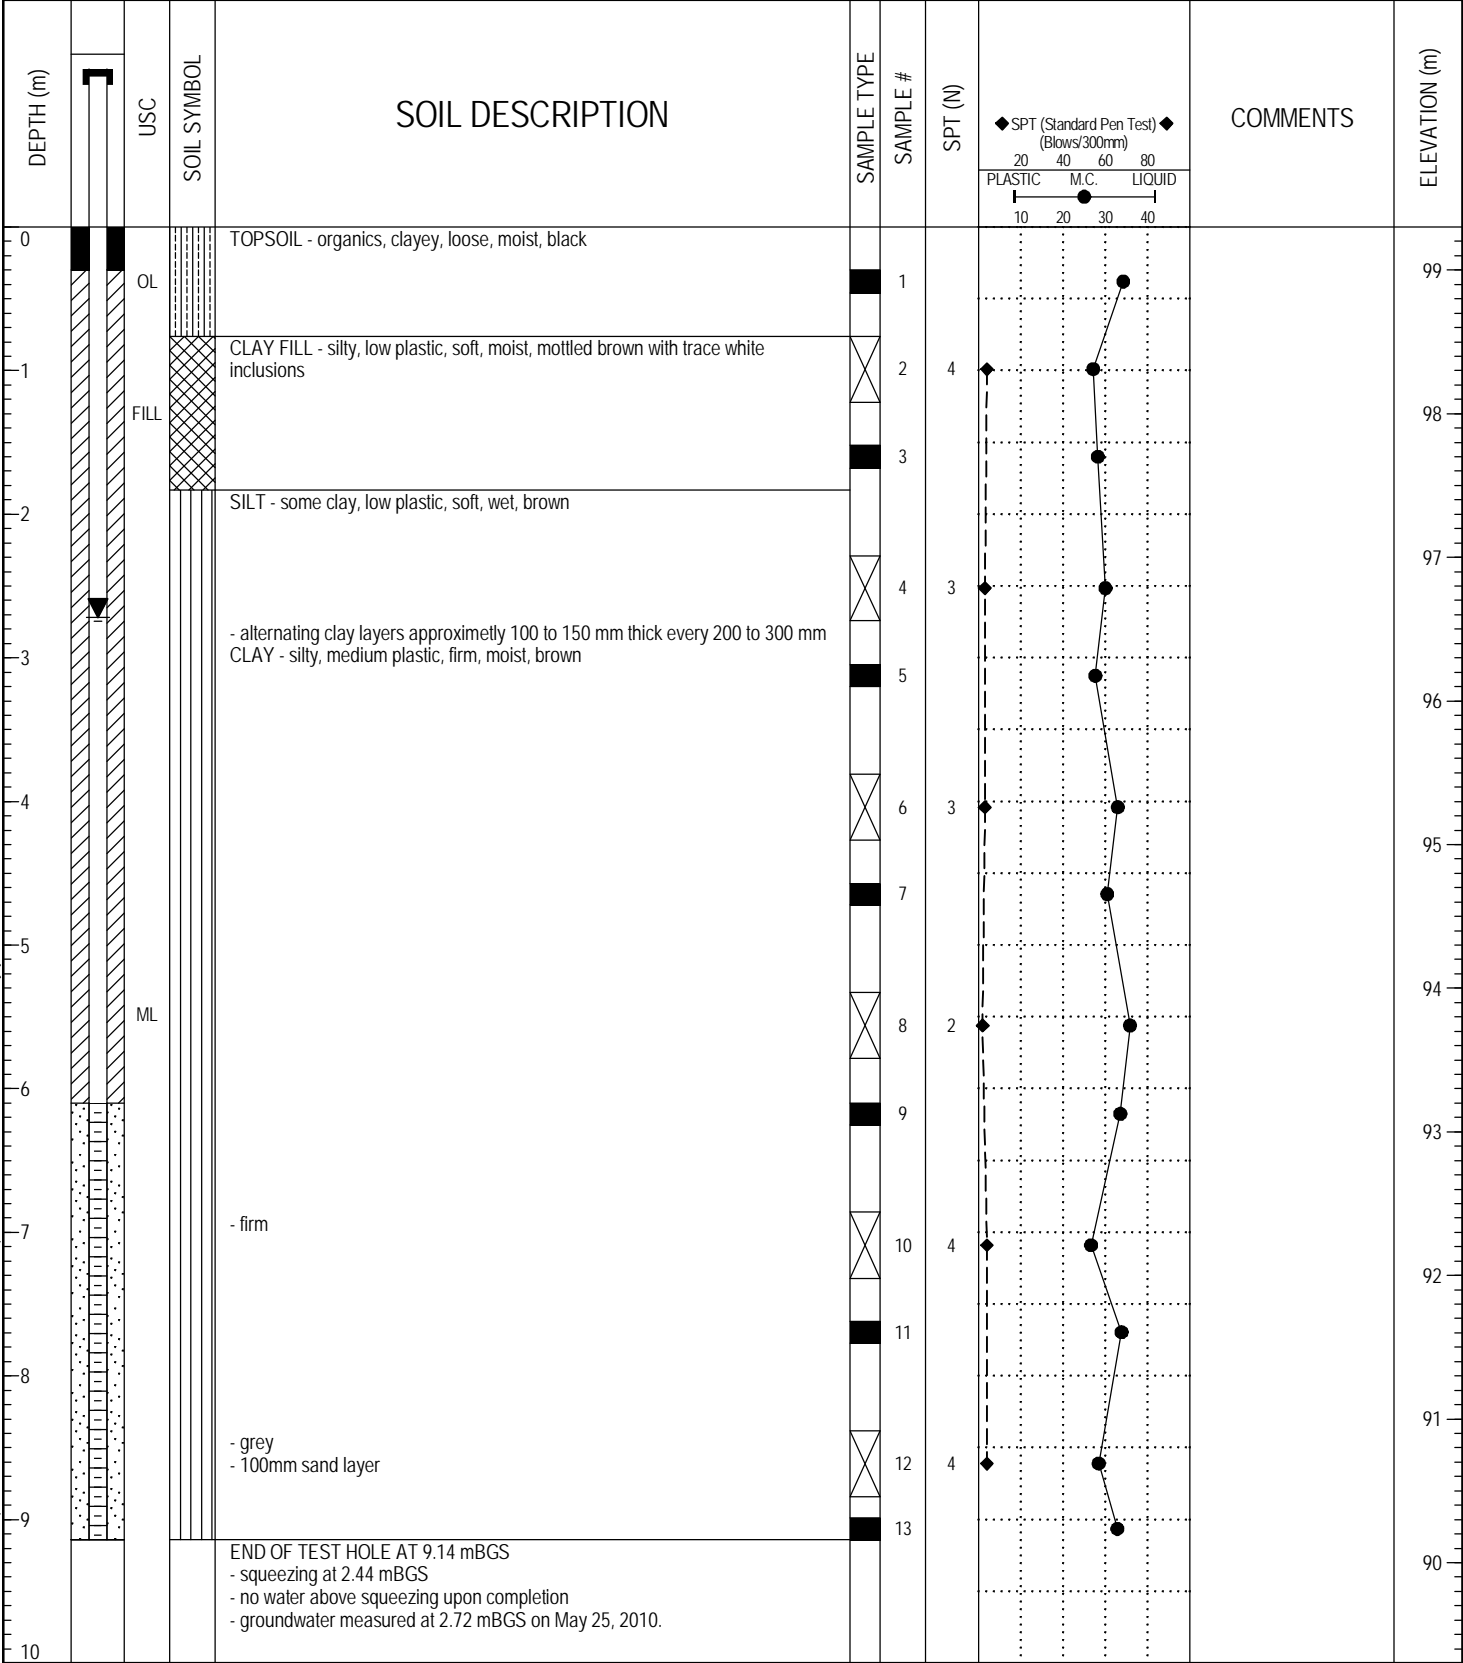 DEPTH (m)
USC
SOIL SYMBOL
SOIL DESCRIPTION
SAMPLE TYPE
SAMPLE #
SPT (N)
SPT (Standard Pen Test)
(Blows/300mm)
20 40 60 80
PLASTIC M.C. LIQUID
10 20 30 40
COMMENTS
ELEVATION (m)
0
TOPSOIL - organics, clayey, loose, moist, black
99
OL
1
CLAY FILL - silty, low plastic, soft, moist, mottled brown with trace white
inclusions
1
2
4
FILL
98
3
SILT - some clay, low plastic, soft, wet, brown
2
97
4
3
- alternating clay layers approximetly 100 to 150 mm thick every 200 to 300 mm
CLAY - silty, medium plastic, firm, moist, brown
3
5
96
4
6
3
95
7
5
94
ML
8
2
6
9
93
- firm
7
10
4
92
11
8
91
- grey
- 100mm sand layer
12
4
9
13
END OF TEST HOLE AT 9.14 mBGS
90
- squeezing at 2.44 mBGS
- no water above squeezing upon completion
- groundwater measured at 2.72 mBGS on May 25, 2010.
10